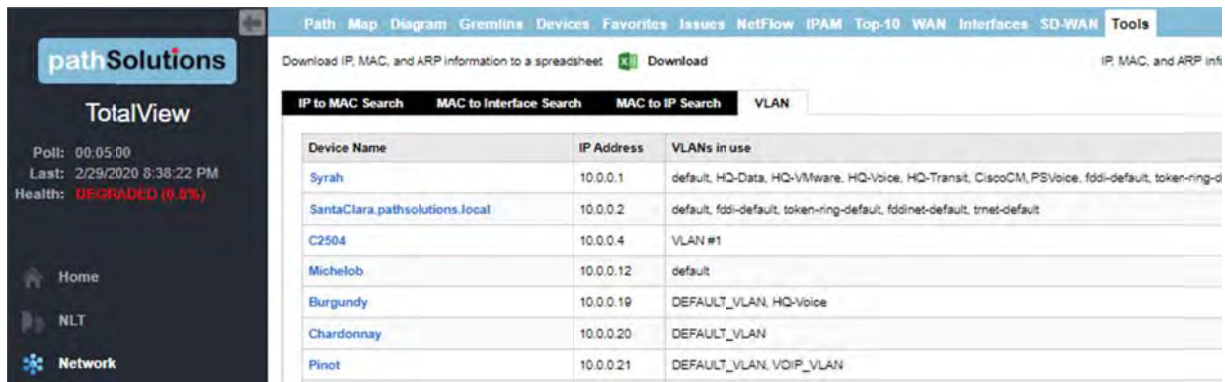 Path Map Diagram Gremlins Devices Favorites Issues NetFlow IPAM Top-10 WAN Interfaces SD-WAN Tools
pathSolutions
TotalView
Poll: 00:05:00
Last: 2/29/2020 8:38:22 PM
Health: DEGRADED (0.8%)
Home
NLT
Network
Download IP, MAC, and ARP information to a spreadsheet Download
IP, MAC, and ARP info
IP to MAC Search MAC to Interface Search MAC to IP Search VLAN
Device Name IP Address VLANs in use
Syrah 10.0.0.1 default, HQ-Data, HQ-VMware, HQ-Voice, HQ-Transit, CiscoCM, PSVoice, fddi-default, token-ring-d
SantaClara.pathsolutions.local 10.0.0.2 default, fddi-default, token-ring-default, fddinet-default, trnet-default
C2504 10.0.0.4 VLAN #1
Michelob 10.0.0.12 default
Burgundy 10.0.0.19 DEFAULT_VLAN, HQ-Voice
Chardonnay 10.0.0.20 DEFAULT_VLAN
Pinot 10.0.0.21 DEFAULT_VLAN, VOIP_VLAN